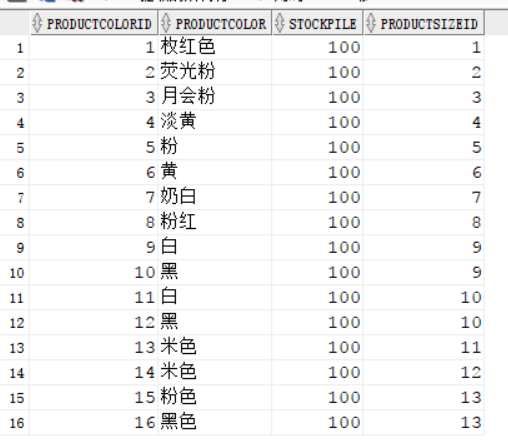 PRODUCTCOLORID PRODUCTCOLOR STOCKPILE PRODUCTSIZEID
1 1 枚红色 100 1
2 2 荧光粉 100 2
3 3 月会粉 100 3
4 4 淡黄 100 4
5 5 粉 100 5
6 6 黄 100 6
7 7 奶白 100 7
8 8 粉红 100 8
9 9 白 100 9
10 10 黑 100 9
11 11 白 100 10
12 12 黑 100 10
13 13 米色 100 11
14 14 米色 100 12
15 15 粉色 100 13
16 16 黑色 100 13